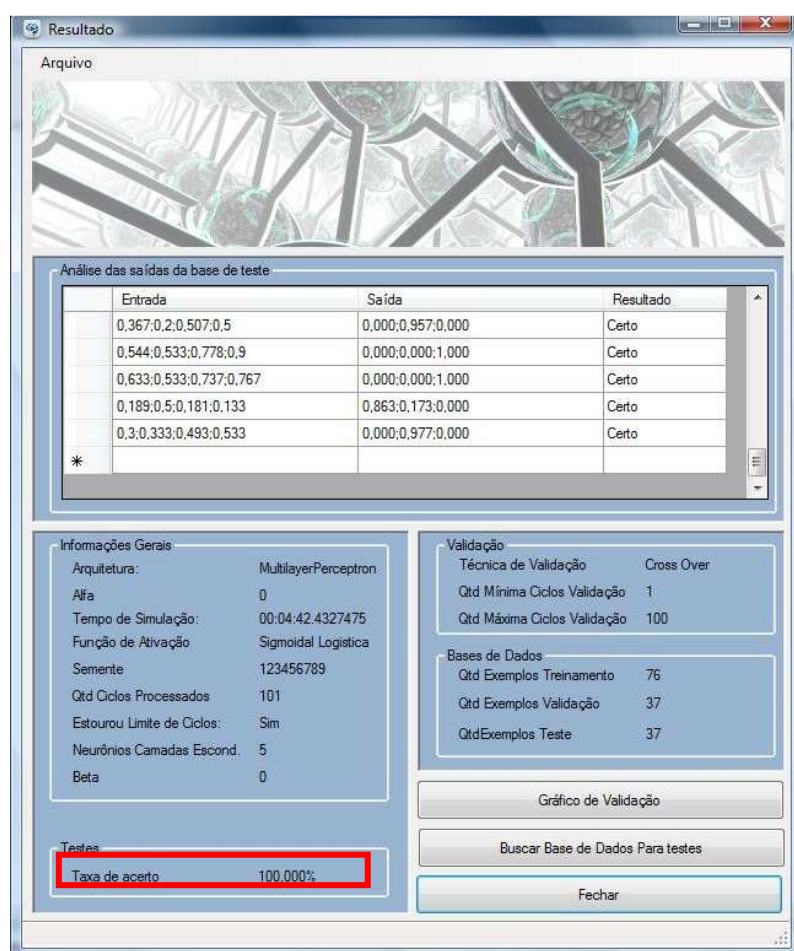 Resultado
Arquivo
Análise das saídas da base de teste
Entrada Saída Resultado
0,367;0,2;0,507;0,5 0,000;0,957;0,000 Certo
0,544;0,533;0,778;0,9 0,000;0,000;1,000 Certo
0,633;0,533;0,737;0,767 0,000;0,000;1,000 Certo
0,189;0,5;0,181;0,133 0,863;0,173;0,000 Certo
0,3;0,333;0,493;0,533 0,000;0,977;0,000 Certo
*
Informações Gerais
Arquitetura: MultilayerPerceptron
Alfa 0
Tempo de Simulação: 00:04:42.4327475
Função de Ativação Sigmoidal Logistica
Semente 123456789
Qtd Ciclos Processados 101
Estourou Limite de Ciclos: Sim
Neurônios Camadas Escond. 5
Beta 0
Testes
Taxa de acerto 100.000%
Validação
Técnica de Validação Cross Over
Qtd Mínima Ciclos Validação 1
Qtd Máxima Ciclos Validação 100
Bases de Dados
Qtd Exemplos Treinamento 76
Qtd Exemplos Validação 37
QtdExemplos Teste 37
Gráfico de Validação
Buscar Base de Dados Para testes
Fechar